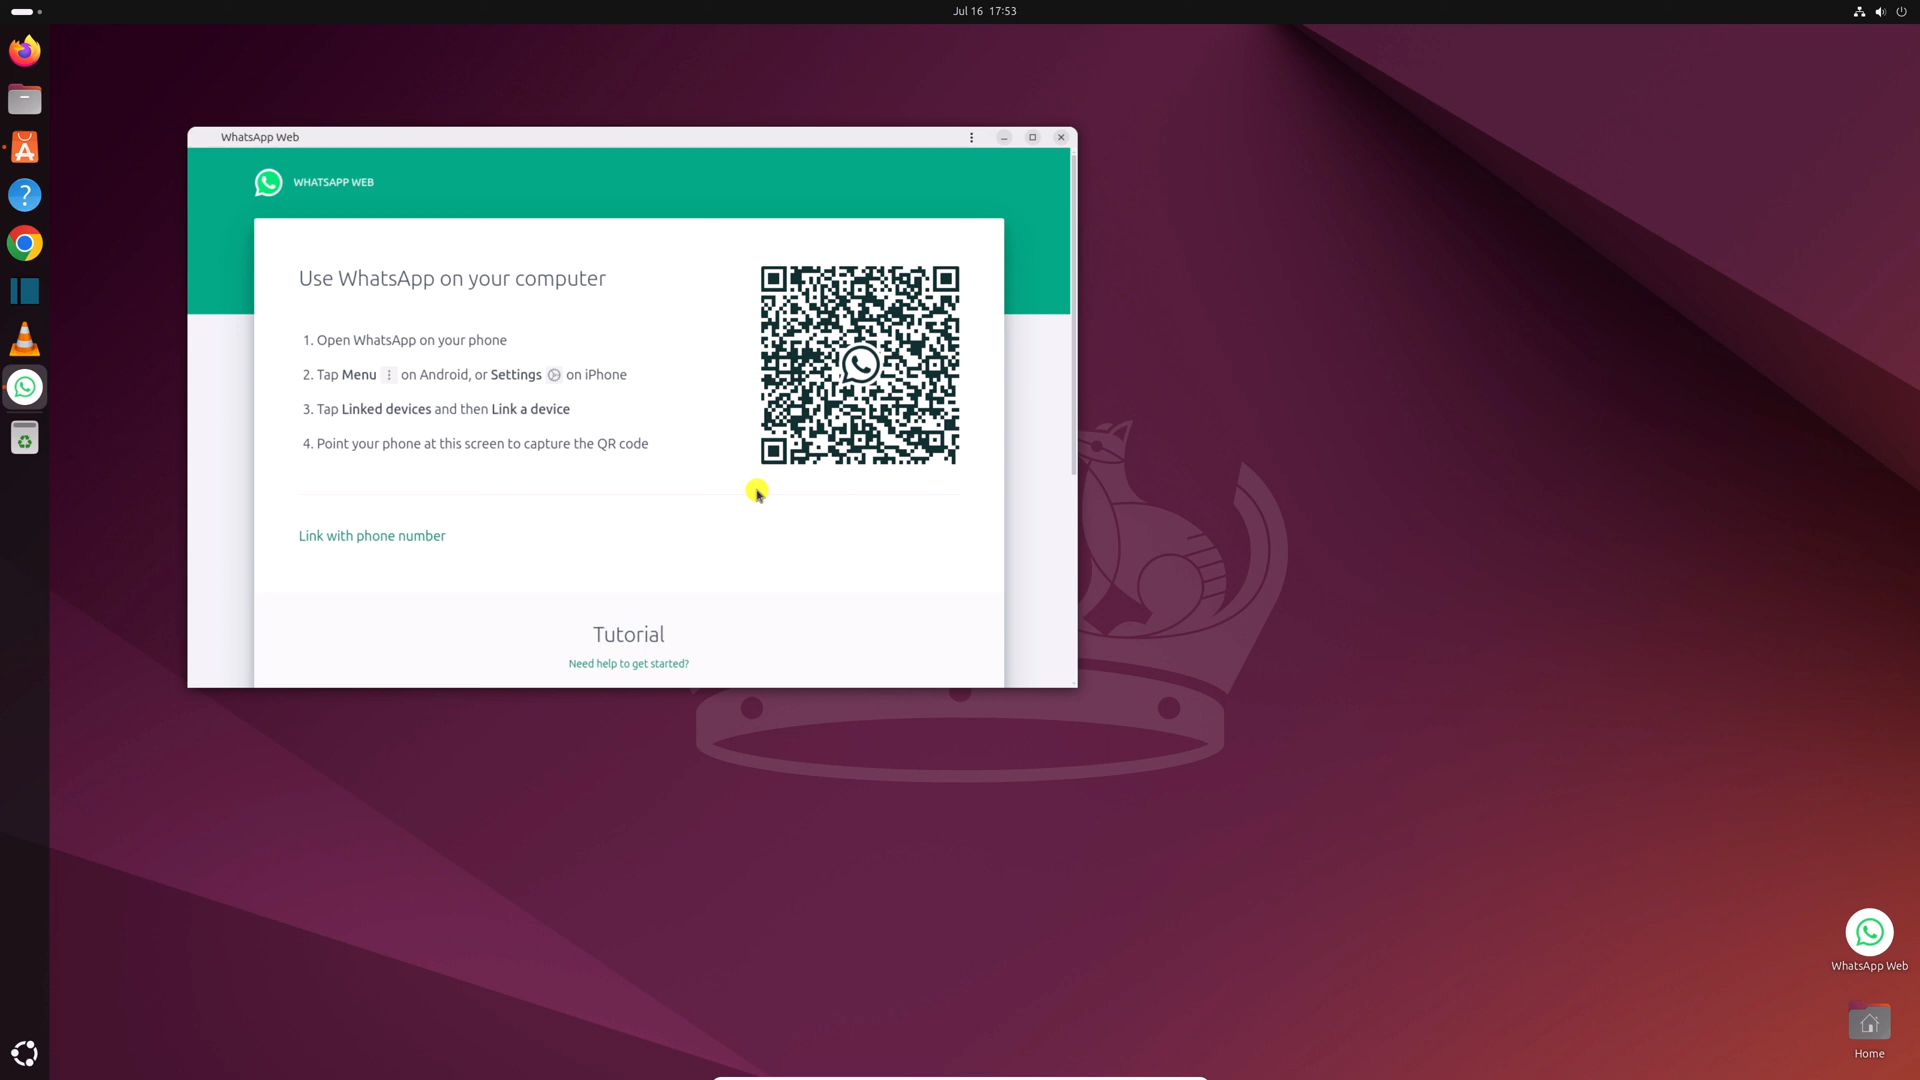 Jul 16 17:53
WhatsApp Web
WHATSAPP WEB
Use WhatsApp on your computer
1. Open WhatsApp on your phone
2. Tap Menu on Android, or Settings on iPhone
3. Tap Linked devices and then Link a device
4. Point your phone at this screen to capture the QR code
Link with phone number
Tutorial
Need help to get started?
WhatsApp Web
Home